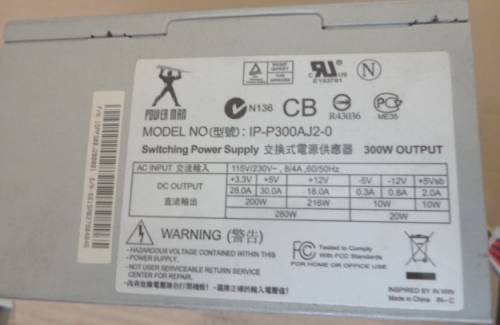 POWER MAN
N136
CB
R43036
ME35
MODEL NO(型號): IP-P300AJ2-0
Switching Power Supply 交換式電源供應器 300W OUTPUT
AC INPUT 交流輸入 115V/230V~, 8/4A ,60/50Hz
DC OUTPUT
直流輸出
+3.3V +5V +12V -5V -12V +5Vsb
28.0A 30.0A 18.0A 0.3A 0.8A 2.0A
200W 216W 10W 10W
280W 20W
WARNING (警告)
- HAZARDOUS VOLTAGE CONTAINED WITHIN THIS
POWER SUPPLY.
- NOT USER SERVICEABLE RETURN SERVICE
CENTER FOR REPAIR.
FC Tested To Comply
With FCC Standards
FOR HOME OR OFFICE USE
INSPIRED BY IN WIN
Made in China